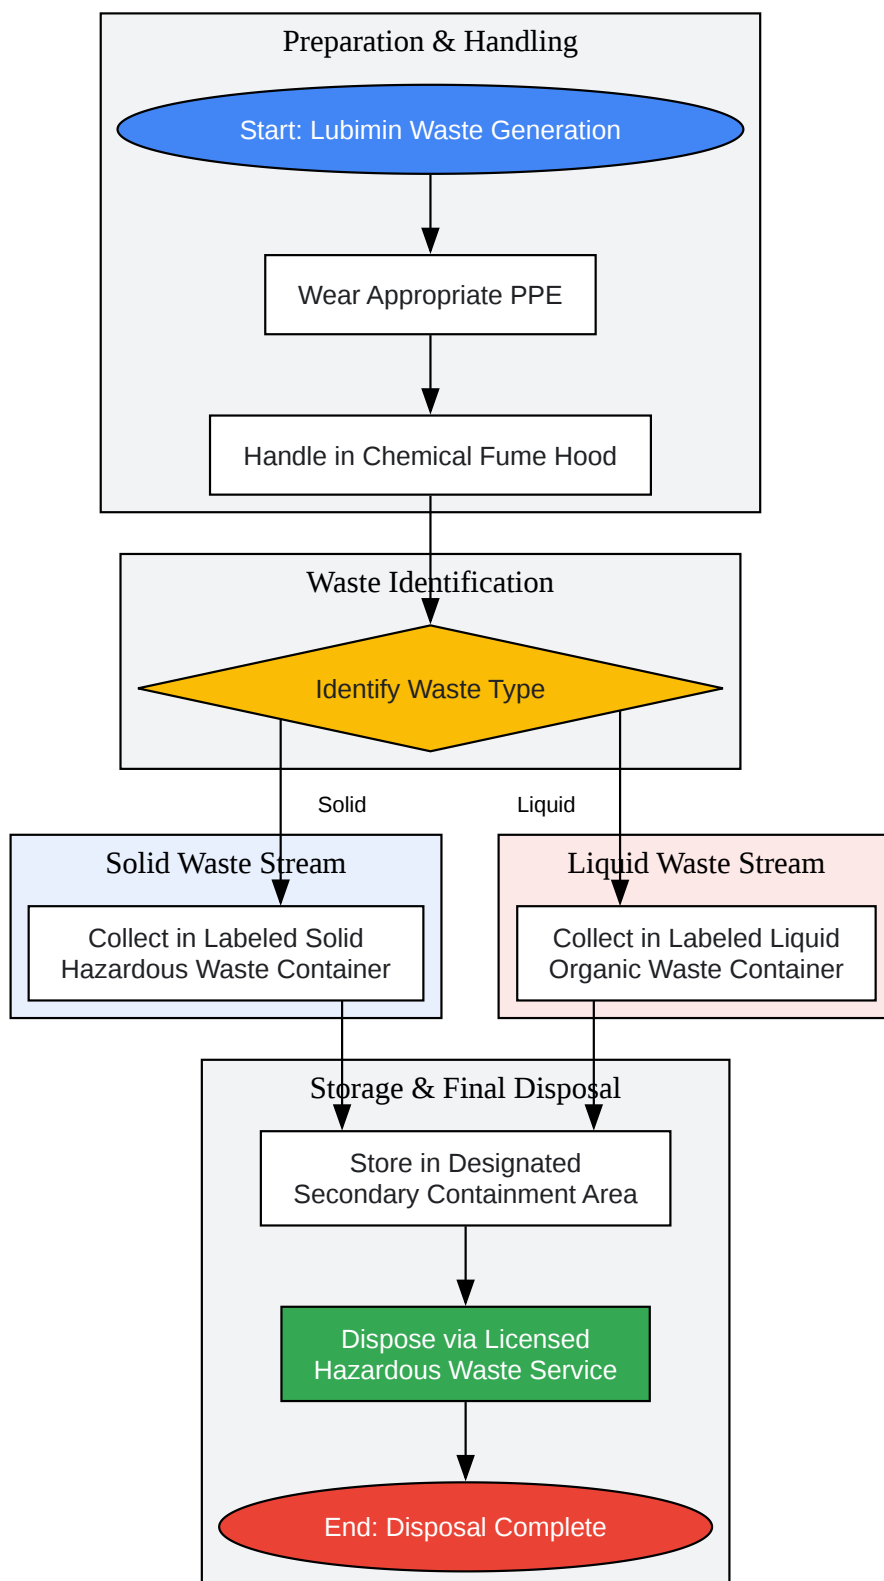 Preparation & Handling
Start: Lubimin Waste Generation
Wear Appropriate PPE
Handle in Chemical Fume Hood
Waste Identification
Identify Waste Type
Solid
Liquid
Solid Waste Stream
Collect in Labeled Solid
Hazardous Waste Container
Liquid Waste Stream
Collect in Labeled Liquid
Organic Waste Container
Storage & Final Disposal
Store in Designated
Secondary Containment Area
Dispose via Licensed
Hazardous Waste Service
End: Disposal Complete